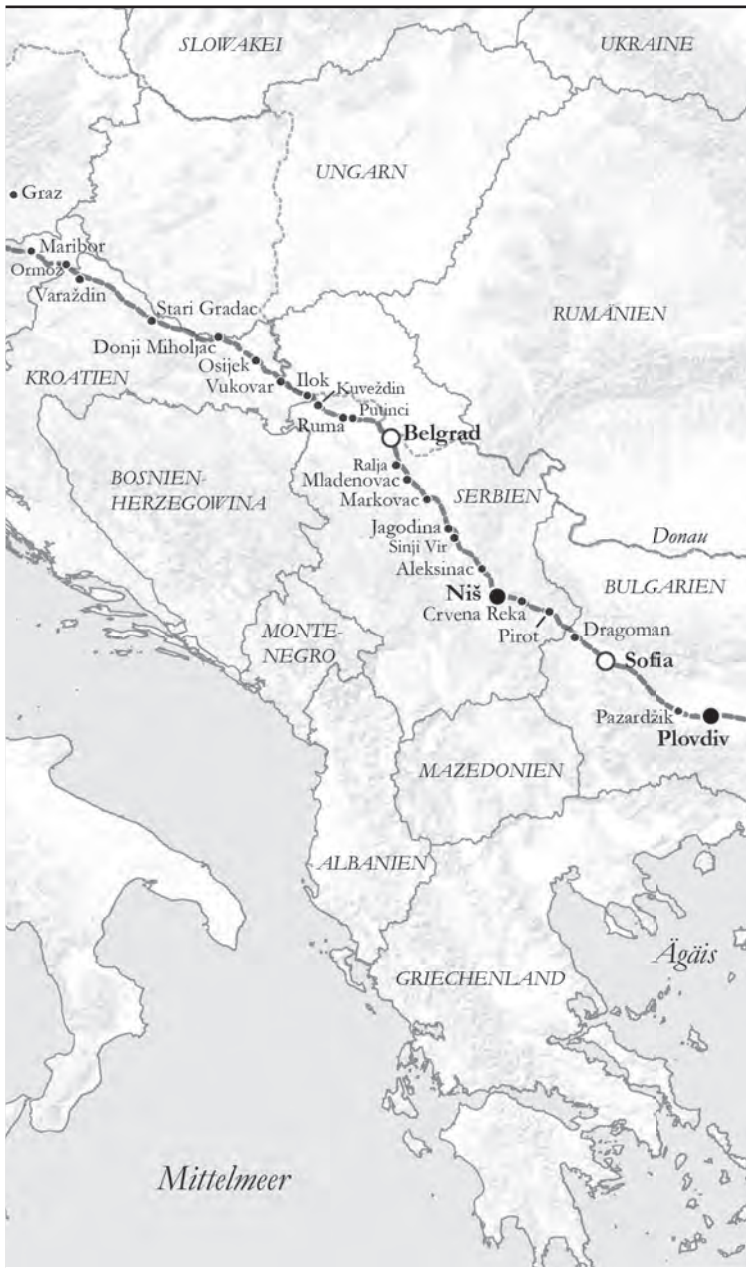 SLOWAKEI
UKRAINE
UNGARN
Graz
Maribor
Ormož
Varaždin
RUMÄNIEN
Stari Gradac
Donji Miholjac
Osijek
KROATIEN
Vukovar
Ilok
Kuveždin
Ruma
Putinci
Belgrad
Ralja
BOSNIEN-
HERZEGOWINA
Mladenovac
SERBIEN
Markovac
Jagodina
Donau
Sinji Vir
Aleksinac
BULGARIEN
Niš
Crvena Reka
MONTE-
NEGRO
Pirot
Dragoman
Sofia
Pazardžik
Plovdiv
MAZEDONIEN
ALBANIEN
Ägäis
GRIECHENLAND
Mittelmeer